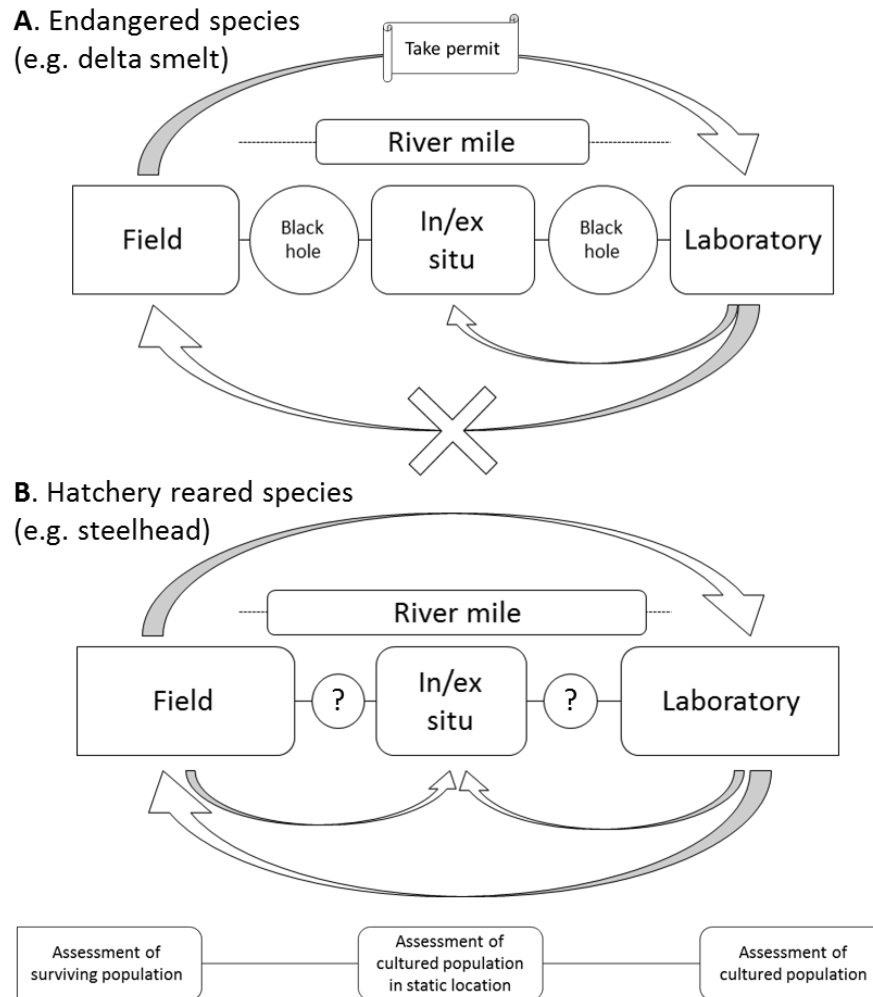 A. Endangered species
(e.g. delta smelt)
Take permit
River mile
Field
Black
hole
In/ex
situ
Black
hole
Laboratory
B. Hatchery reared species
(e.g. steelhead)
River mile
Field
?
In/ex
situ
?
Laboratory
Assessment of
surviving population
Assessment of
cultured population
in static location
Assessment of
cultured population